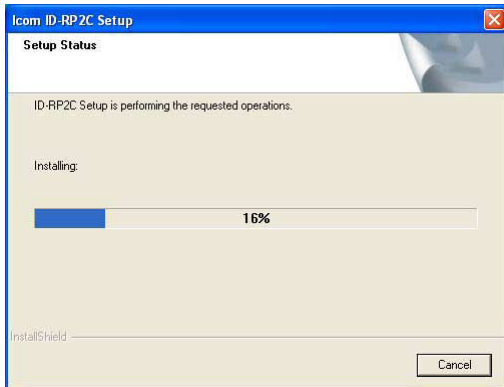 Icom ID-RP2C Setup
Setup Status
ID-RP2C Setup is performing the requested operations.
Installing:
16%
InstallShield
Cancel